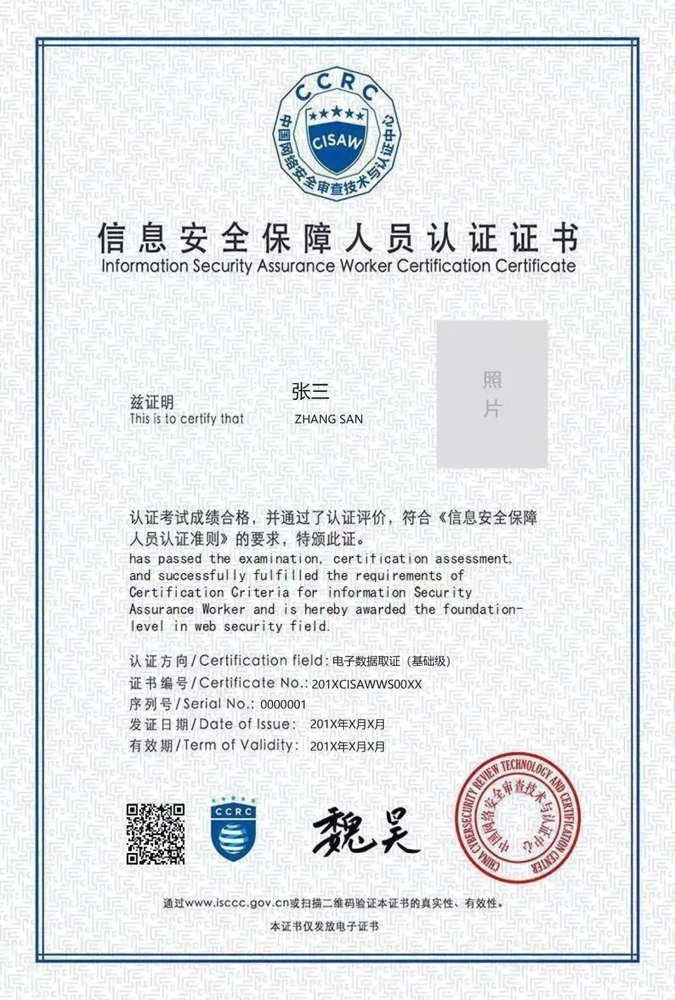 CCRC
中国网络安全审查技术与认证中心
CISAW
信息安全保障人员认证证书
Information Security Assurance Worker Certification Certificate
照
片
兹证明
张三
This is to certify that
ZHANG SAN
认证考试成绩合格，并通过了认证评价，符合《信息安全保障
人员认证准则》的要求，特颁此证。
has passed the examination, certification assessment,
and successfully fulfilled the requirements of
Certification Criteria for information Security
Assurance Worker and is hereby awarded the foundation-
level in web security field.
认证方向/Certification field：电子数据取证（基础级）
证书编号/Certificate No.：201XCISAWWS00XX
序列号/Serial No.：0000001
发证日期/Date of Issue： 201X年X月X月
有效期/Term of Validity： 201X年X月X月
CCRC
魏昊
CHINA CYBERSECURITY REVIEW TECHNOLOGY AND CERTIFICATION CENTER
中国网络安全审查技术与认证中心
通过www.isccc.gov.cn或扫描二维码验证本证书的真实性、有效性。
本证书仅发放电子证书